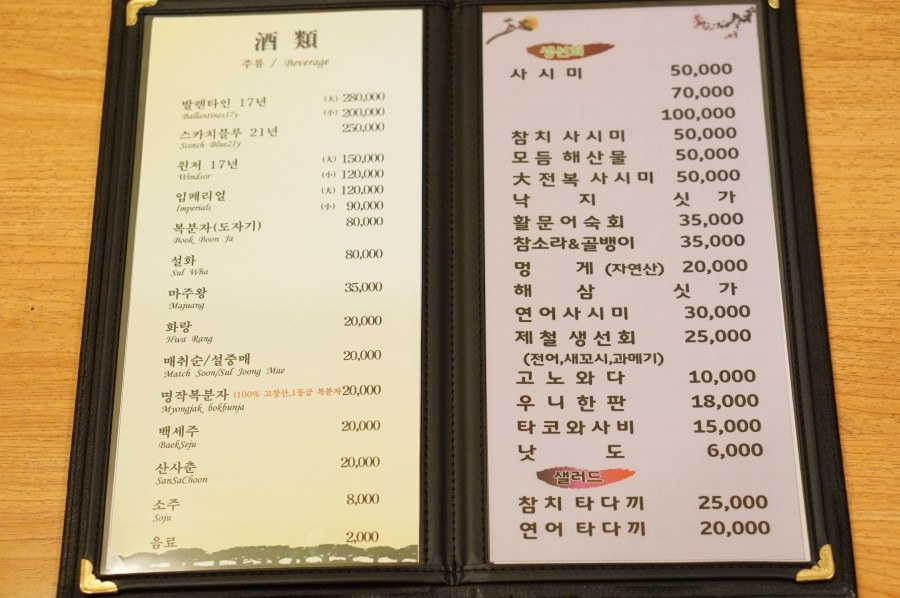 酒 類
주류 / Beverage
발렌타인 17년 (大) 280,000
Ballantines17y (小) 200,000
스카치블루 21년 250,000
Scotch Blue21y
윈저 17년 (大) 150,000
Windsor (小) 120,000
임페리얼 (大) 120,000
Imperials (小) 90,000
복분자(도자기) 80,000
Book Boon Ja
설화 80,000
Sul Wha
마주왕 35,000
Majuang
화랑 20,000
Hwa Rang
매취순/설중매 20,000
Match Soon/Sul Joong Mae
명작복분자 (100% 고창산,1등급 복분자 20,000
Myongjak bokbunja
백세주 20,000
BaekSeju
산사춘 20,000
SanSaChoon
소주 8,000
Soju
음료 2,000
생선회
사시미 50,000
70,000
100,000
참치 사시미 50,000
모듬 해산물 50,000
大 전복 사시미 50,000
낙 지 싯 가
활문어숙회 35,000
참소라&골뱅이 35,000
멍 게 (자연산) 20,000
해 삼 싯 가
연어사시미 30,000
제철 생선회 25,000
(전어,새꼬시,과메기)
고노와다 10,000
우니한판 18,000
타코와사비 15,000
낫 도 6,000
샐러드
참치타다끼 25,000
연어 타다끼 20,000